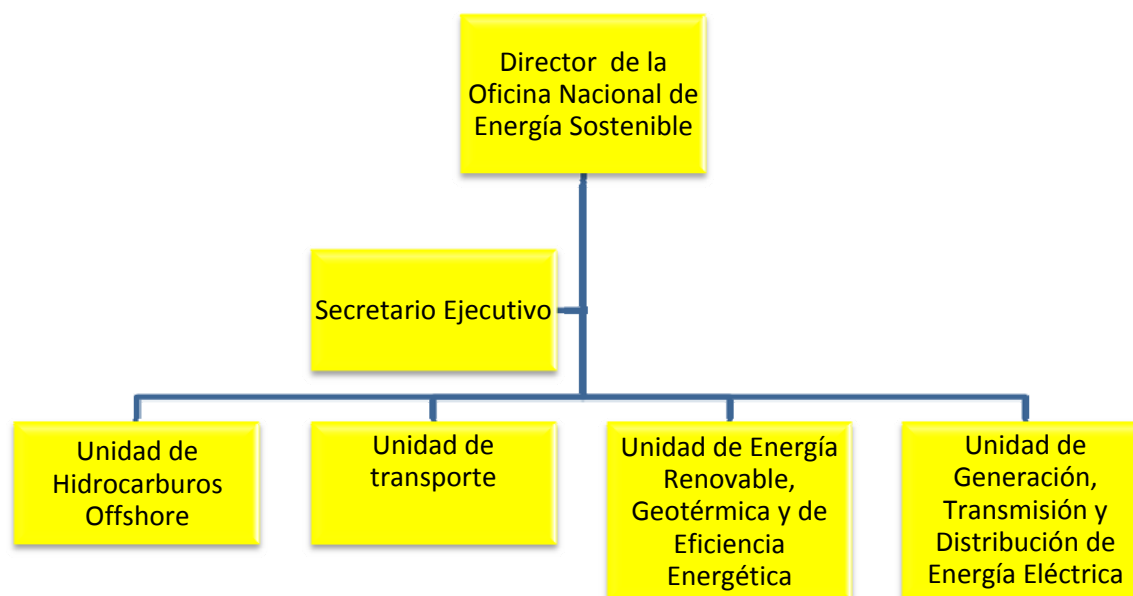 Director de la
Oficina Nacional de
Energía Sostenible
Secretario Ejecutivo
Unidad de
Hidrocarburos
Offshore
Unidad de
transporte
Unidad de Energía
Renovable,
Geotérmica y de
Eficiencia
Energética
Unidad de
Generación,
Transmisión y
Distribución de
Energía Eléctrica